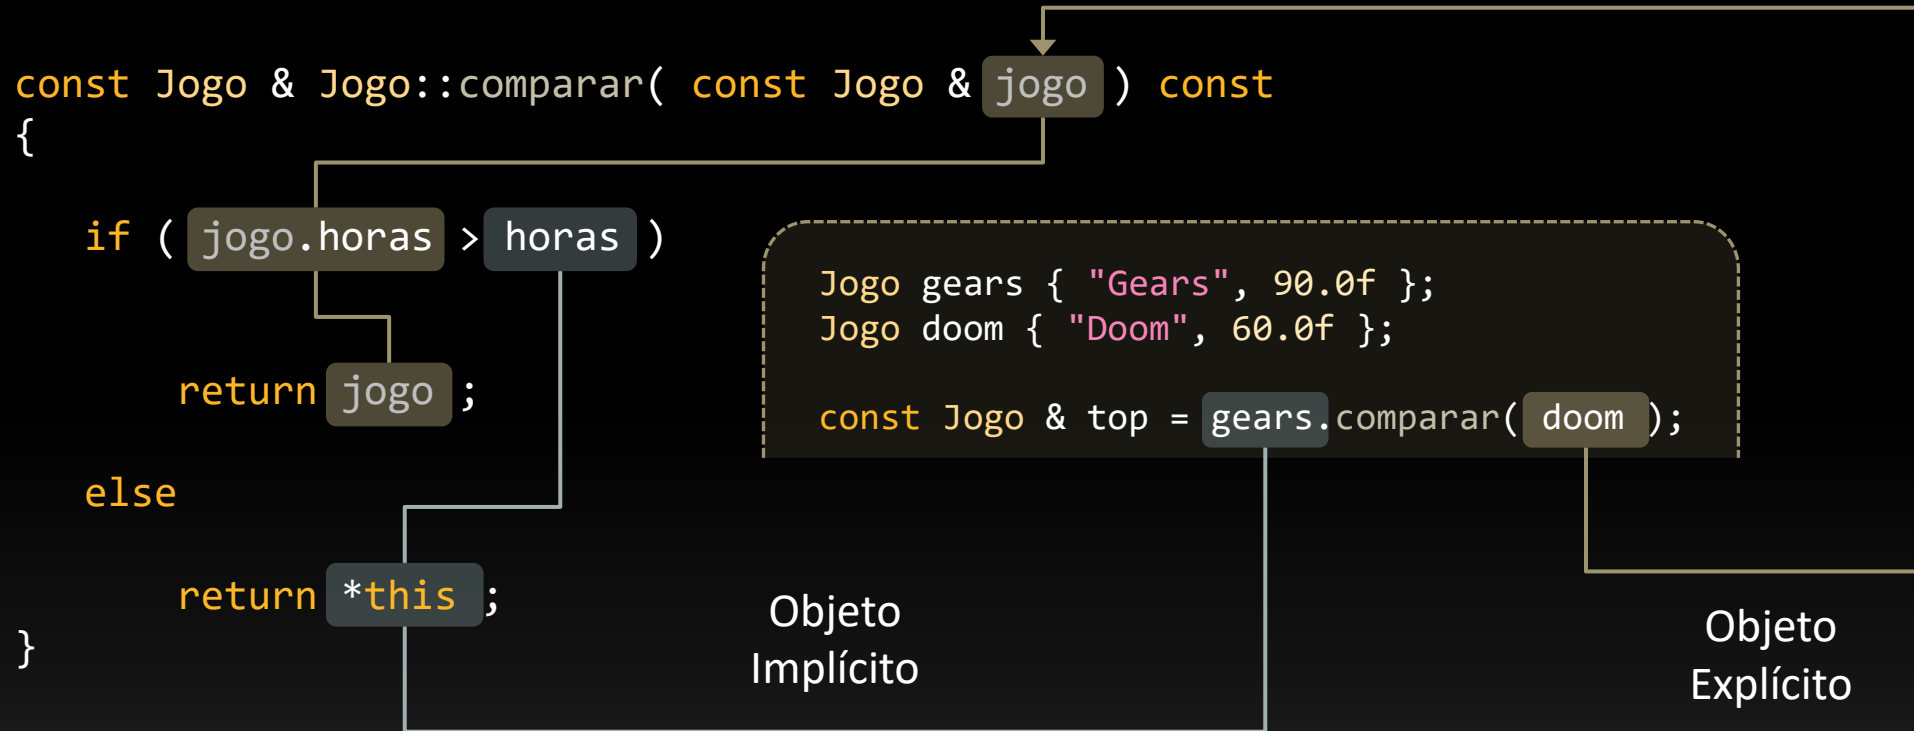 const Jogo & Jogo::comparar( const Jogo & jogo ) const
{
if ( jogo.horas > horas )
return jogo ;
else
return *this ;
}
Jogo gears { "Gears", 90.0f };
Jogo doom { "Doom", 60.0f };
const Jogo & top = gears.comparar( doom );
Objeto
Implícito
Objeto
Explícito